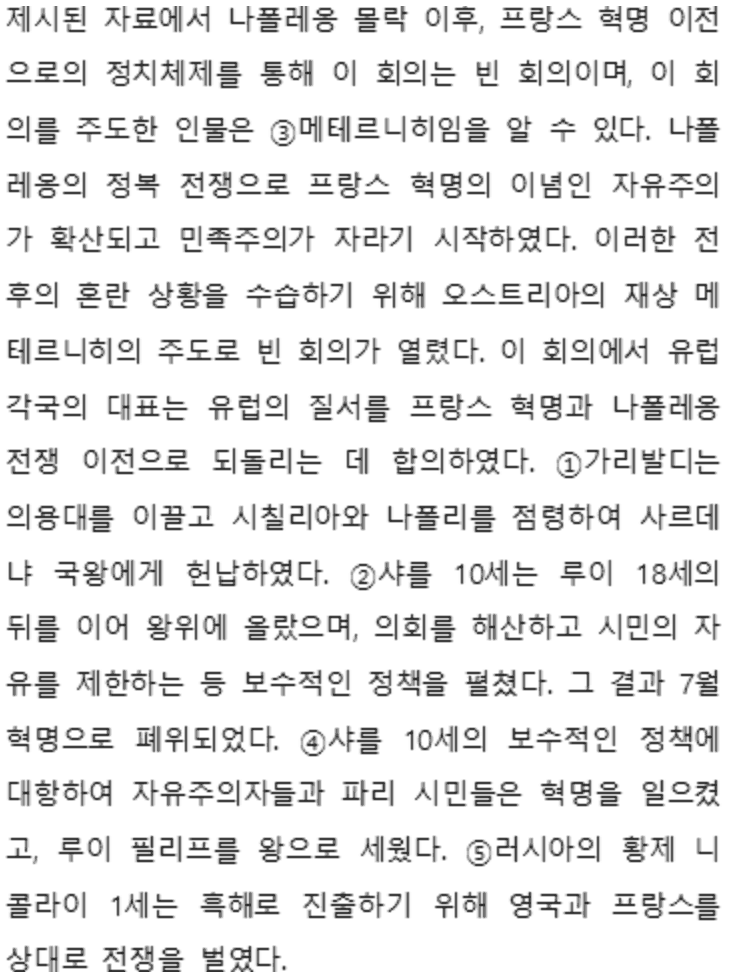 제시된 자료에서 나폴레옹 몰락 이후, 프랑스 혁명 이전
으로의 정치체제를 통해 이 회의는 빈 회의이며, 이 회
의를 주도한 인물은 ③메테르니히임을 알 수 있다. 나폴
레옹의 정복 전쟁으로 프랑스 혁명의 이념인 자유주의
가 확산되고 민족주의가 자라기 시작하였다. 이러한 전
후의 혼란 상황을 수습하기 위해 오스트리아의 재상 메
테르니히의 주도로 빈 회의가 열렸다. 이 회의에서 유럽
각국의 대표는 유럽의 질서를 프랑스 혁명과 나폴레옹
전쟁 이전으로 되돌리는 데 합의하였다. ①가리발디는
의용대를 이끌고 시칠리아와 나폴리를 점령하여 사르데
냐 국왕에게 헌납하였다. ②샤를 10세는 루이 18세의
뒤를 이어 왕위에 올랐으며, 의회를 해산하고 시민의 자
유를 제한하는 등 보수적인 정책을 펼쳤다. 그 결과 7월
혁명으로 폐위되었다. ④샤를 10세의 보수적인 정책에
대항하여 자유주의자들과 파리 시민들은 혁명을 일으켰
고, 루이 필리프를 왕으로 세웠다. ⑤러시아의 황제 니
콜라이 1세는 흑해로 진출하기 위해 영국과 프랑스를
상대로 전쟁을 벌였다.